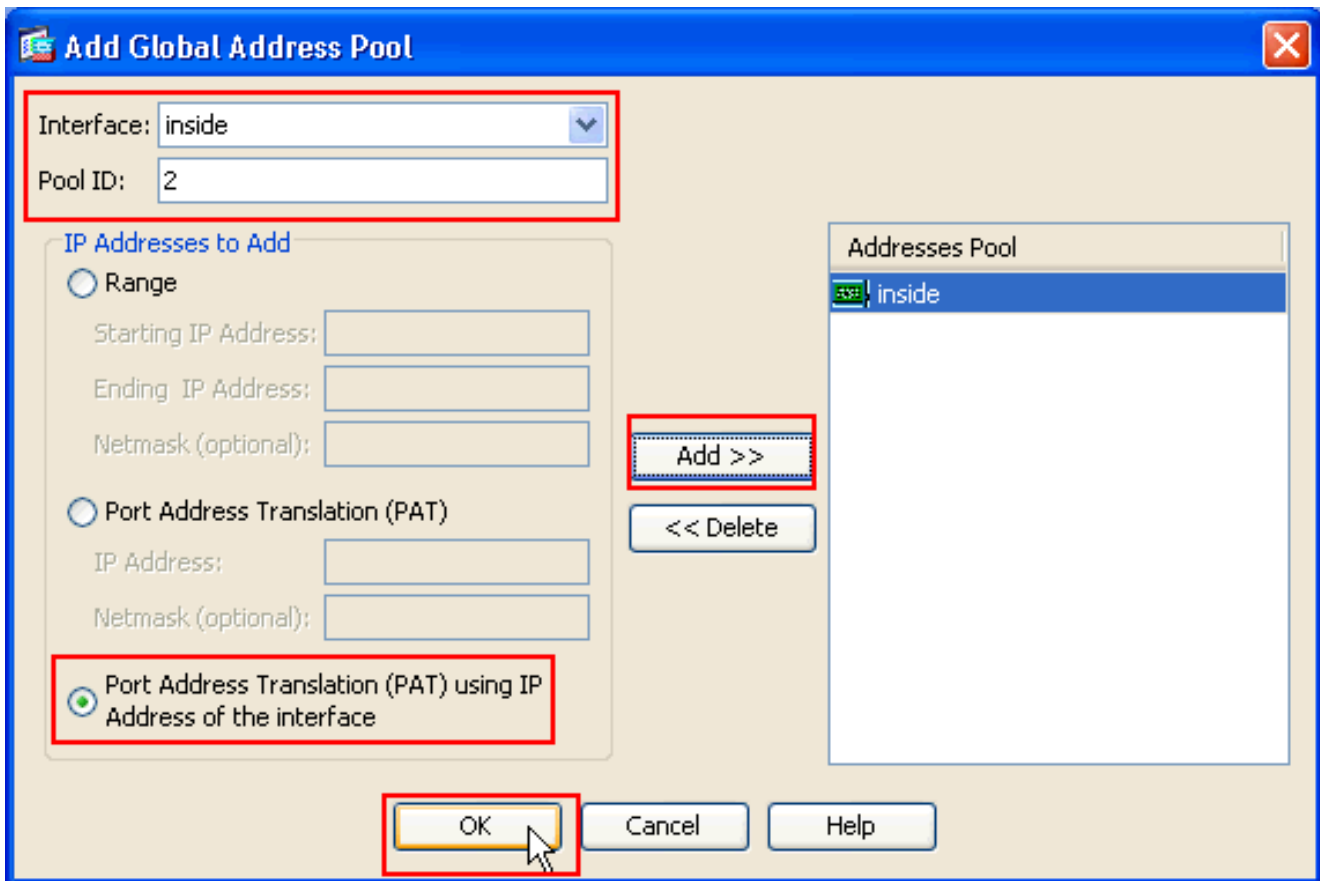 Add Global Address Pool
Interface: inside
Pool ID: 2
IP Addresses to Add
Range
Starting IP Address:
Ending IP Address:
Netmask (optional):
Port Address Translation (PAT)
IP Address:
Netmask (optional):
Port Address Translation (PAT) using IP
Address of the interface
Add >>
<< Delete
Addresses Pool
inside
OK
Cancel
Help